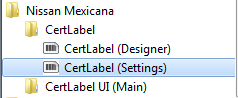 Nissan Mexicana
CertLabel
CertLabel (Designer)
CertLabel (Settings)
CertLabel UI (Main)